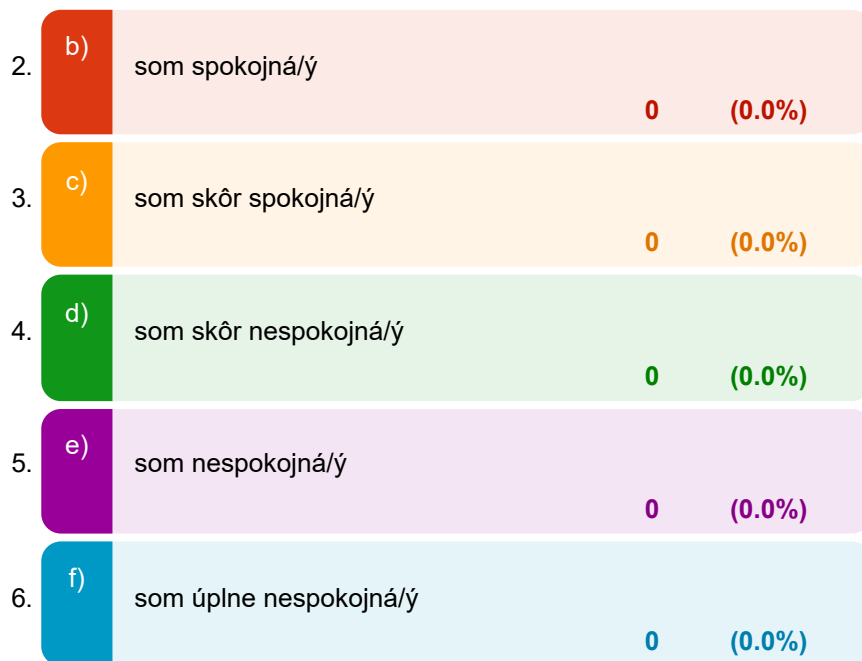 2. b) som spokojná/ý
0 (0.0%)
3. c) som skôr spokojná/ý
0 (0.0%)
4. d) som skôr nespokojná/ý
0 (0.0%)
5. e) som nespokojná/ý
0 (0.0%)
6. f) som úplne nespokojná/ý
0 (0.0%)